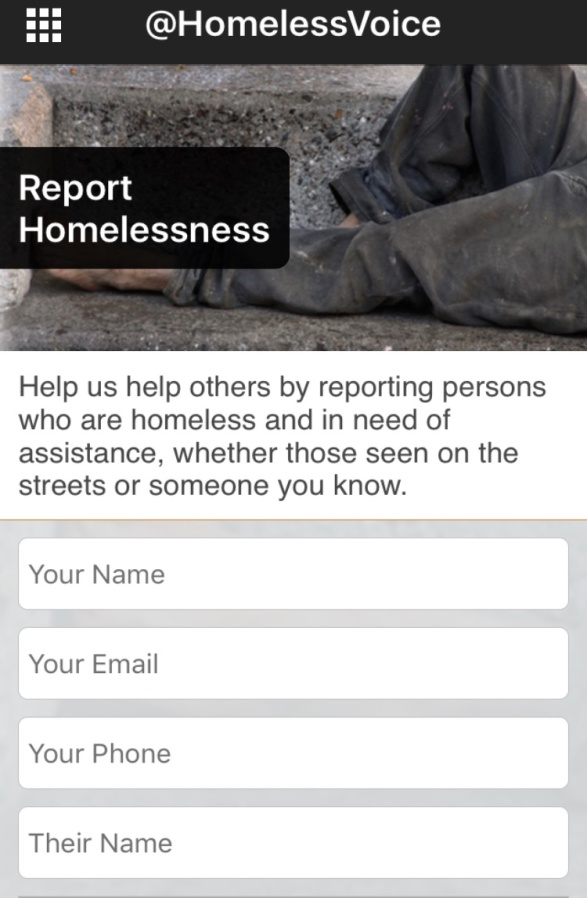 @HomelessVoice
Report
Homelessness
Help us help others by reporting persons
who are homeless and in need of
assistance, whether those seen on the
streets or someone you know.
Your Name
Your Email
Your Phone
Their Name